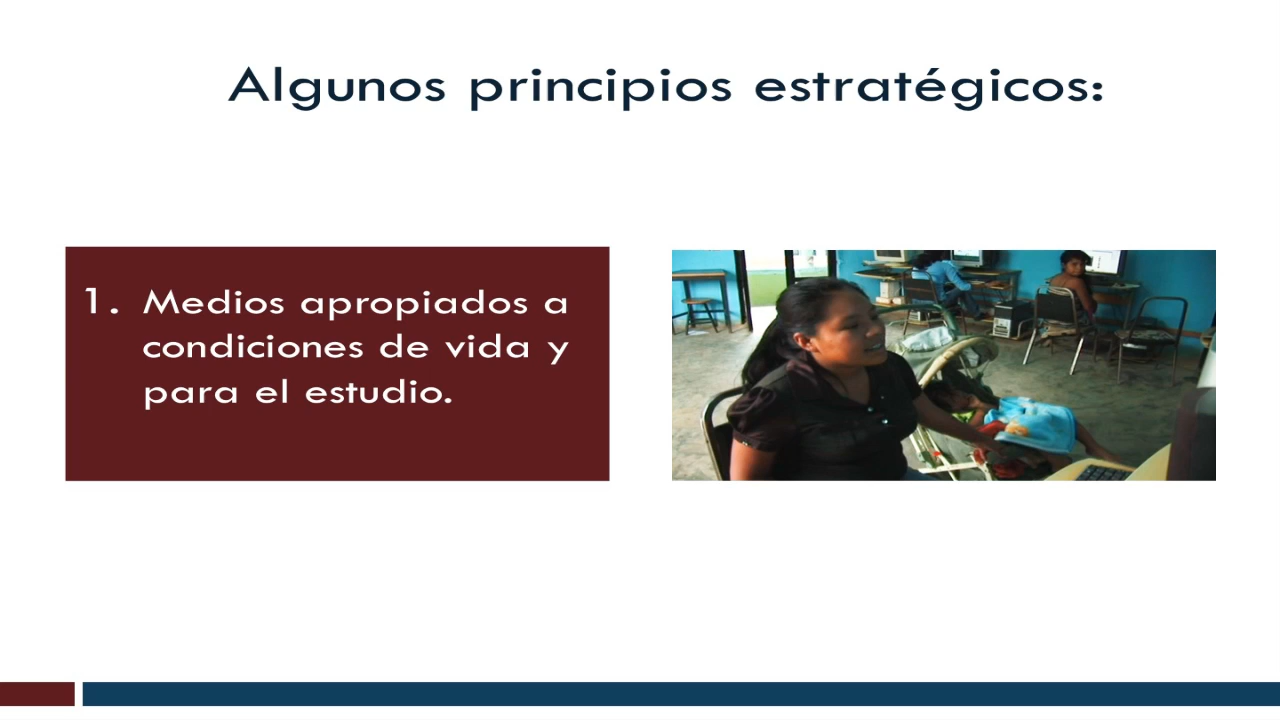 Algunos principios estratégicos:
1. Medios apropiados a
condiciones de vida y
para el estudio.